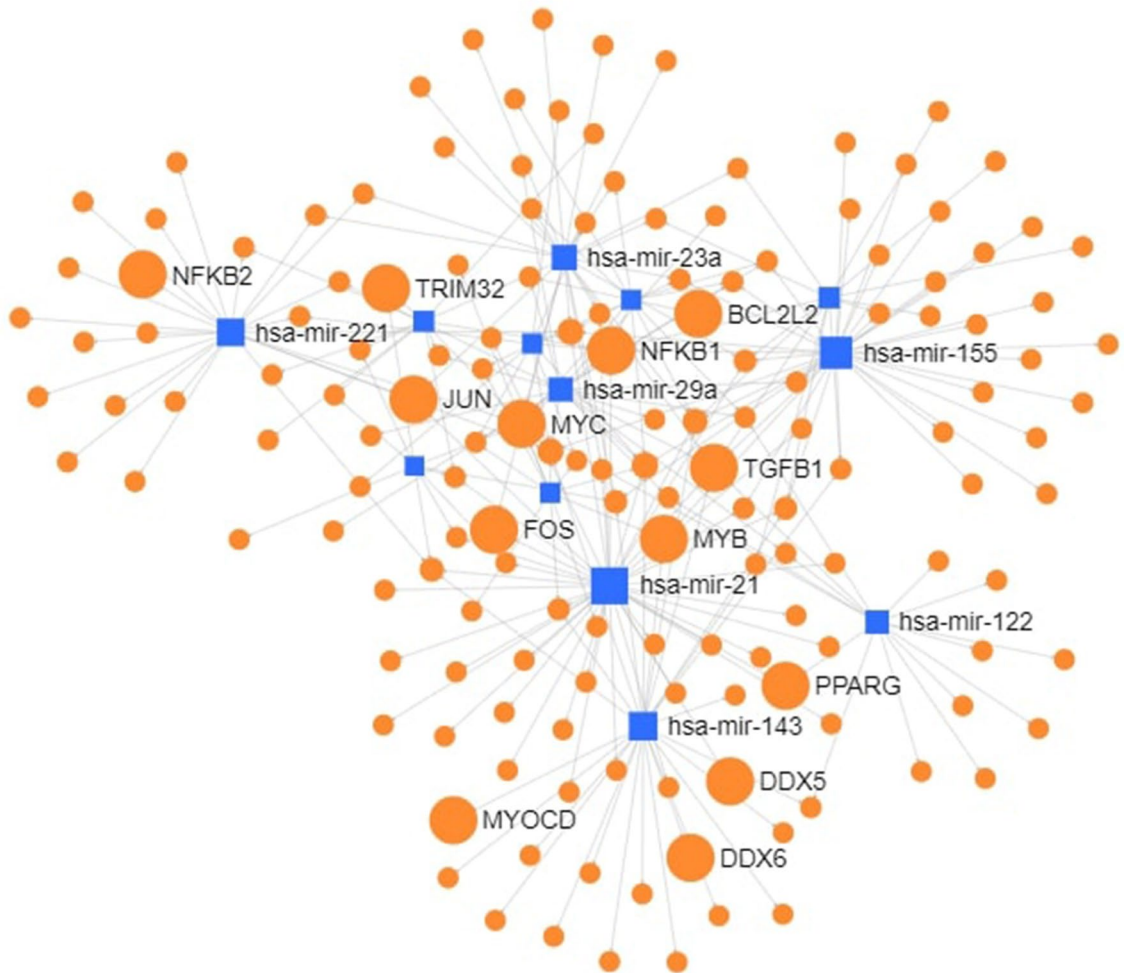 hsa-mir-23a
NFKB2
TRIM32
BCL2L2
hsa-mir-221
NFKB1
hsa-mir-155
hsa-mir-29a
JUN
MYC
TGFB1
FOS
MYB
hsa-mir-21
hsa-mir-122
PPARG
hsa-mir-143
DDX5
MYOCD
DDX6